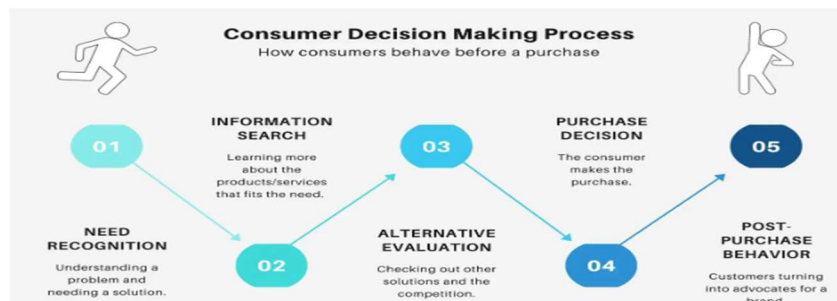 Consumer Decision Making Process
How consumers behave before a purchase
01
NEED
RECOGNITION
Understanding a
problem and
needing a solution.
INFORMATION
SEARCH
Learning more
about the
products/services
that fits the need.
02
03
ALTERNATIVE
EVALUATION
Checking out other
solutions and the
competition.
PURCHASE
DECISION
The consumer
makes the
purchase.
04
05
POST-
PURCHASE
BEHAVIOR
Customers turning
into advocates for a
brand.